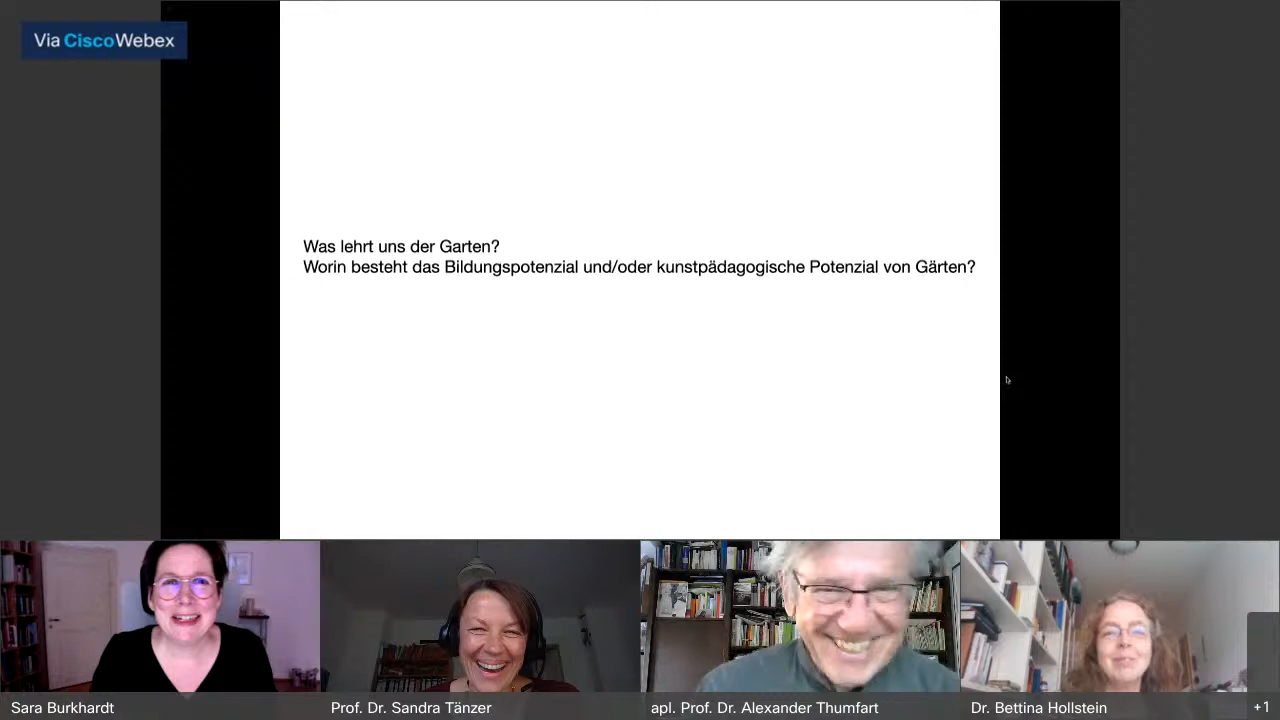 Via CiscoWebex
Was lehrt uns der Garten?
Worin besteht das Bildungspotenzial und/oder kunstpädagogische Potenzial von Gärten?
Sara Burkhardt
Prof. Dr. Sandra Tänzer
apl. Prof. Dr. Alexander Thumfart
Dr. Bettina Hollstein
+1